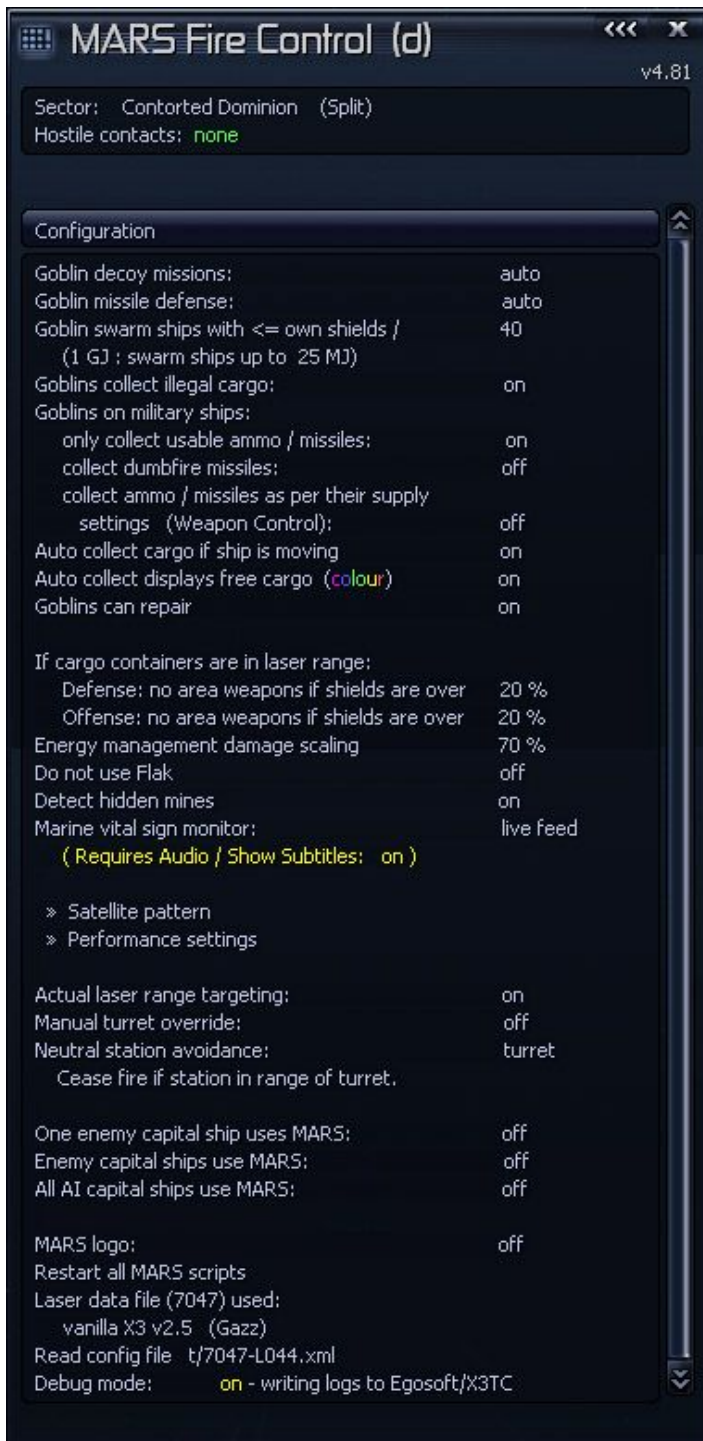 MARS Fire Control (d)
v4.81
Sector: Contorted Dominion (Split)
Hostile contacts: none
Configuration
Goblin decoy missions: auto
Goblin missile defense: auto
Goblin swarm ships with <= own shields / 40
(1 GJ : swarm ships up to 25 MJ)
Goblins collect illegal cargo: on
Goblins on military ships:
only collect usable ammo / missiles: on
collect dumbfire missiles: off
collect ammo / missiles as per their supply
settings (Weapon Control): off
Auto collect cargo if ship is moving on
Auto collect displays free cargo (colour) on
Goblins can repair on
If cargo containers are in laser range:
Defense: no area weapons if shields are over 20 %
Offense: no area weapons if shields are over 20 %
Energy management damage scaling 70 %
Do not use Flak off
Detect hidden mines on
Marine vital sign monitor: live feed
( Requires Audio / Show Subtitles: on )
» Satellite pattern
» Performance settings
Actual laser range targeting: on
Manual turret override: off
Neutral station avoidance: turret
Cease fire if station in range of turret.
One enemy capital ship uses MARS: off
Enemy capital ships use MARS: off
All AI capital ships use MARS: off
MARS logo: off
Restart all MARS scripts
Laser data file (7047) used:
vanilla X3 v2.5 (Gazz)
Read config file t/7047-L044.xml
Debug mode: on - writing logs to Egosoft/X3TC